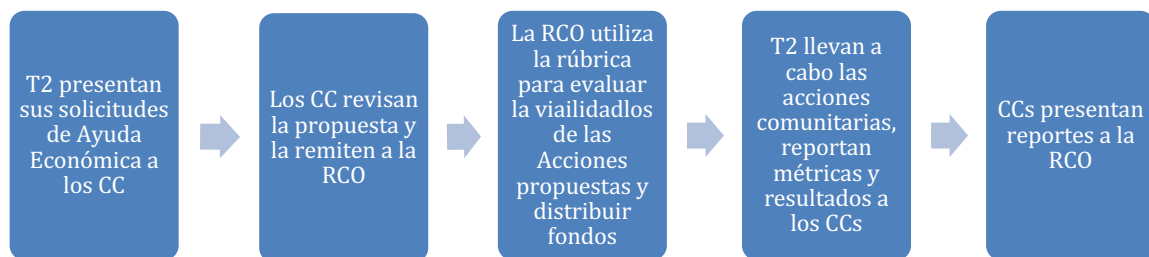 T2 presentan
sus solicitudes
de Ayuda
Económica a
los CC
Los CC revisan
la propuesta y
la remiten a la
RCO
La RCO utiliza
la rúbrica
para evaluar
la viailidadlos
de las
Acciones
propuestas y
distribuir
fondos
T2 llevan a
cabo las
acciones
comunitarias,
reportan
métricas y
resultados a
los CCs
CCs presentan
reportes a la
RCO